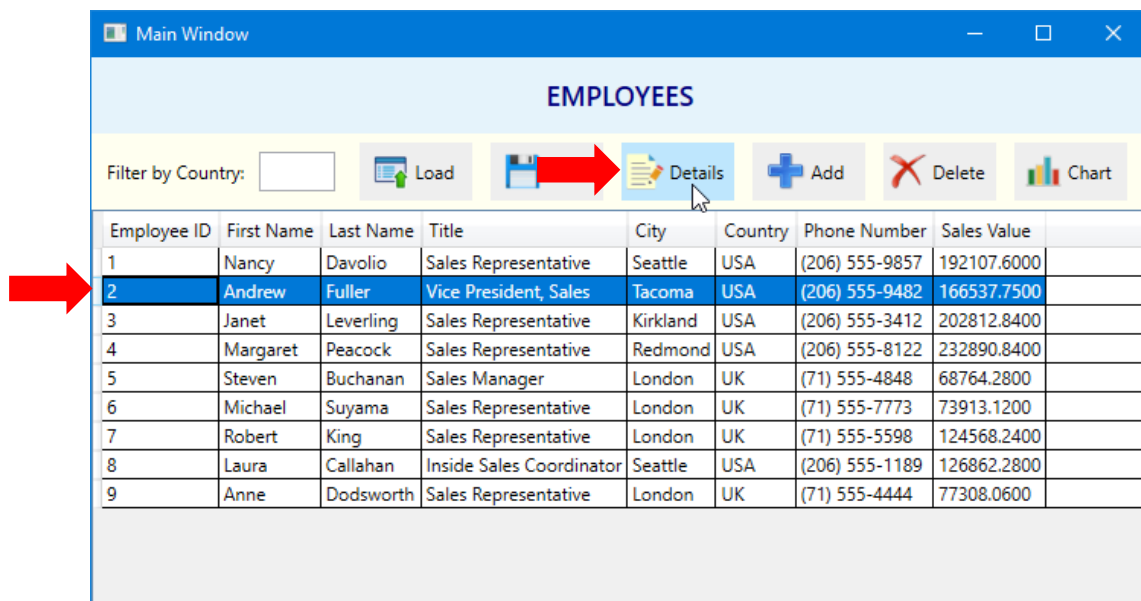 Main Window
EMPLOYEES
Filter by Country: Load Details Add Delete Chart
Employee ID First Name Last Name Title City Country Phone Number Sales Value
1 Nancy Davolio Sales Representative Seattle USA (206) 555-9857 192107.6000
2 Andrew Fuller Vice President, Sales Tacoma USA (206) 555-9482 166537.7500
3 Janet Leverling Sales Representative Kirkland USA (206) 555-3412 202812.8400
4 Margaret Peacock Sales Representative Redmond USA (206) 555-8122 232890.8400
5 Steven Buchanan Sales Manager London UK (71) 555-4848 68764.2800
6 Michael Suyama Sales Representative London UK (71) 555-7773 73913.1200
7 Robert King Sales Representative London UK (71) 555-5598 124568.2400
8 Laura Callahan Inside Sales Coordinator Seattle USA (206) 555-1189 126862.2800
9 Anne Dodsworth Sales Representative London UK (71) 555-4444 77308.0600